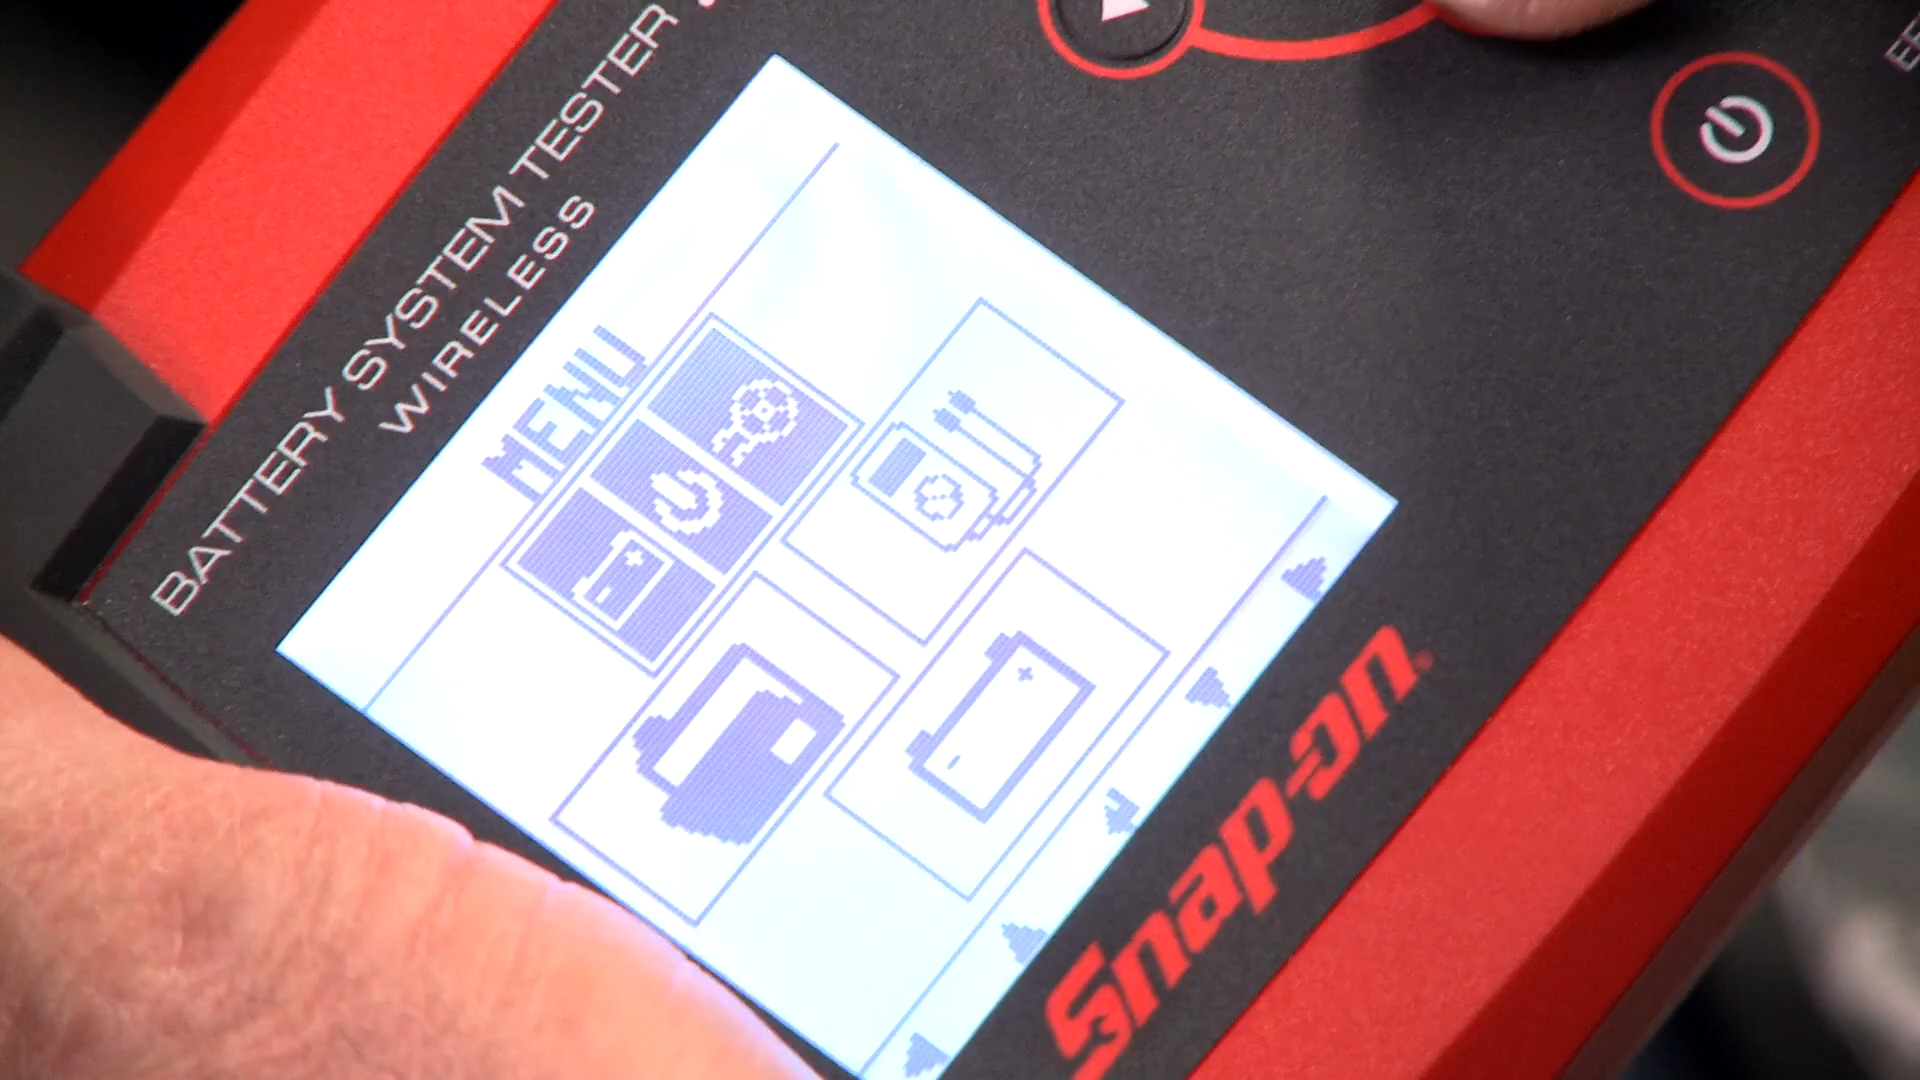 BATTERY SYSTEM TESTER
WIRELESS
MENU
Snap-on